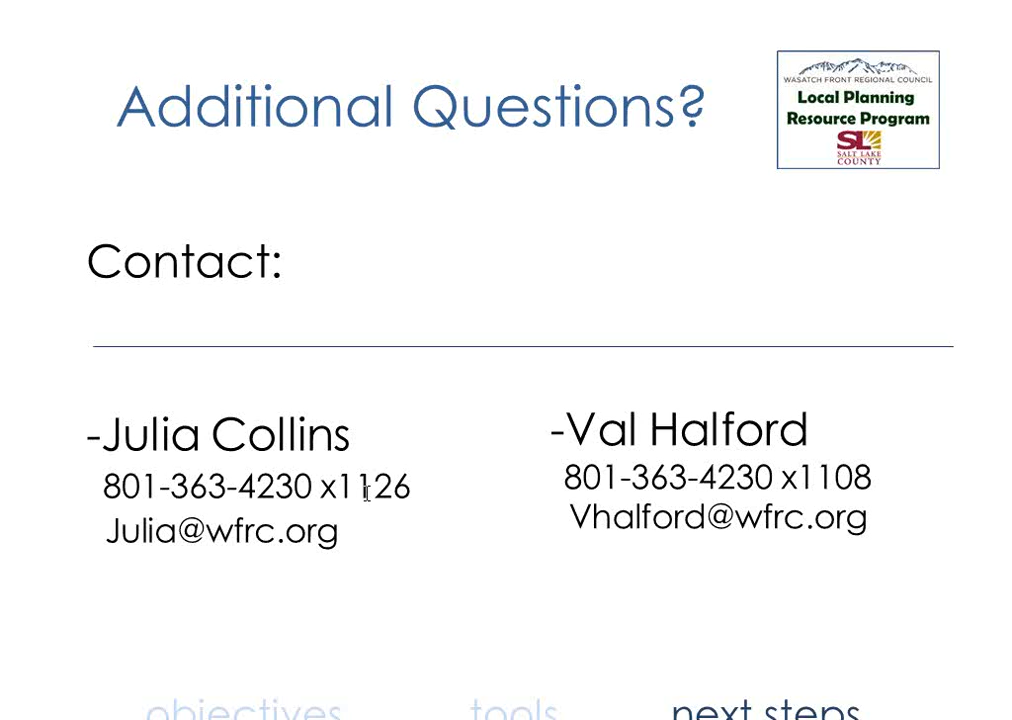 Additional Questions?
WASATCH FRONT REGIONAL COUNCIL
Local Planning
Resource Program
SL
SALT LAKE
COUNTY
Contact:
-Julia Collins
801-363-4230 x1126
Julia@wfrc.org
-Val Halford
801-363-4230 x1108
Vhalford@wfrc.org
objectives tools next steps